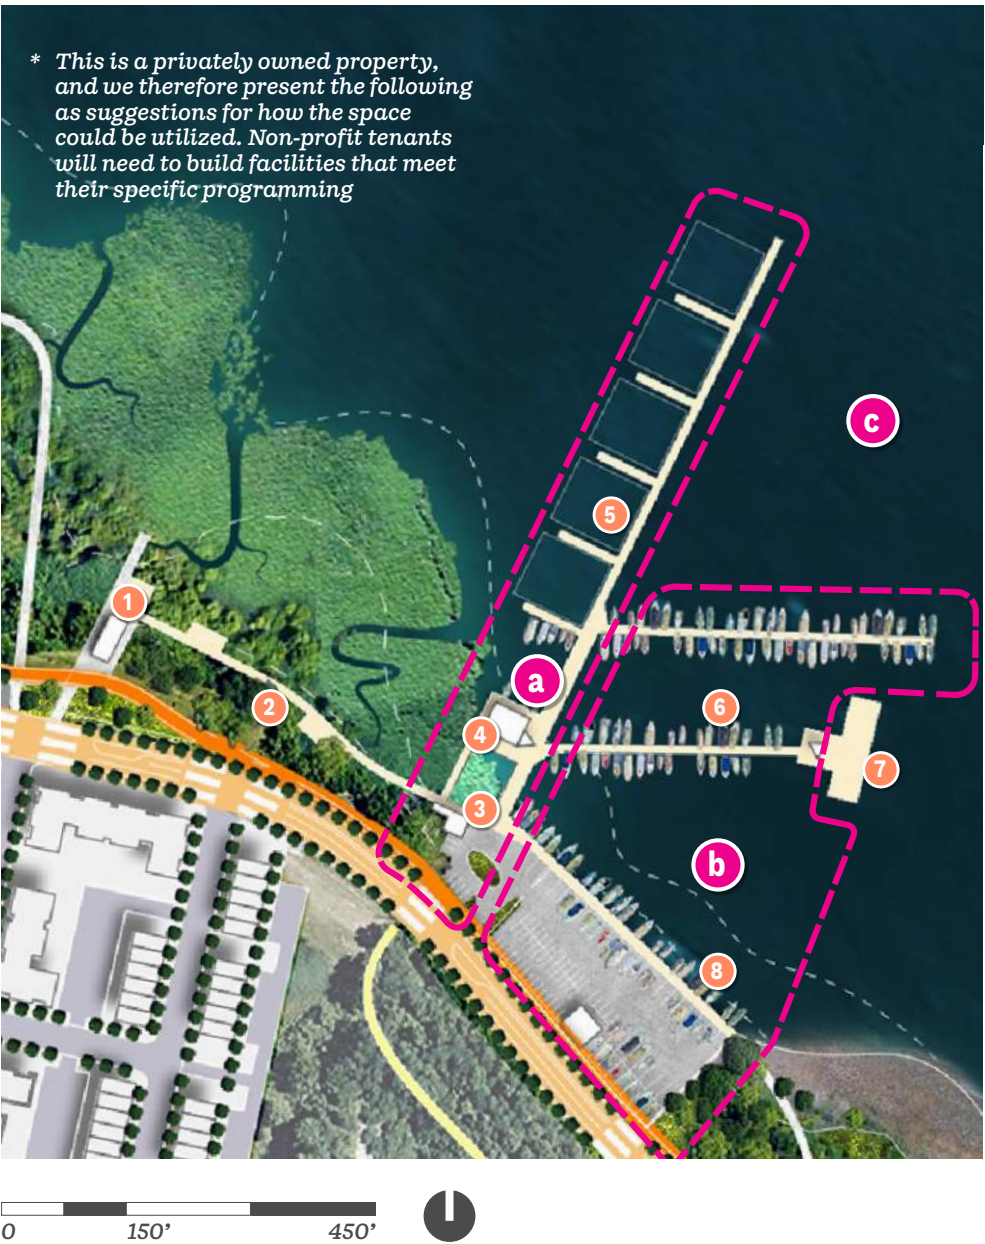 * This is a privately owned property,
and we therefore present the following
as suggestions for how the space
could be utilized. Non-profit tenants
will need to build facilities that meet
their specific programming
c
5
1
a
2
6
4
7
3
b
8
0 150’ 450’